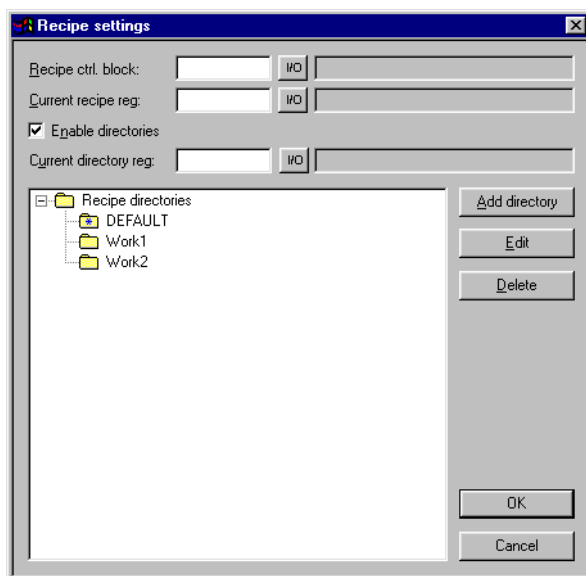 Recipe settings
Recipe ctrl. block: I/O
Current recipe reg: I/O
Enable directories
Current directory reg: I/O
Recipe directories
DEFAULT
Work1
Work2
Add directory
Edit
Delete
OK
Cancel